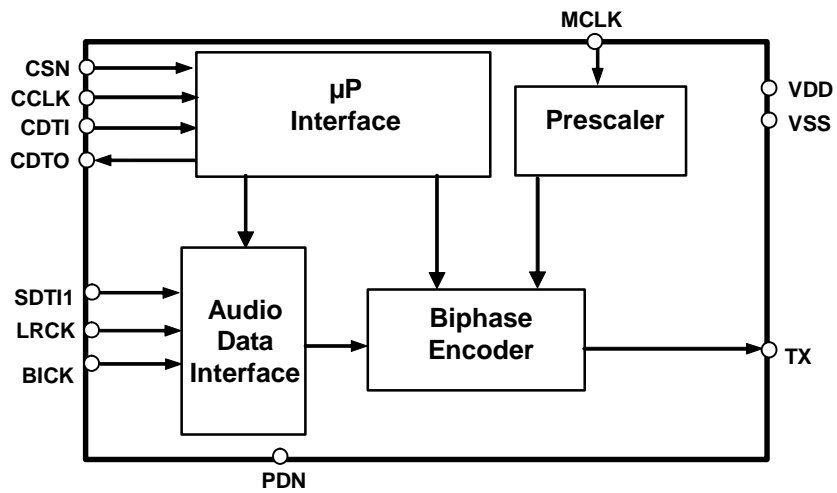 MCLK
CSN
CCLK
CDTI
CDTO
µP
Interface
Prescaler
VDD
VSS
SDTI1
LRCK
BICK
Audio
Data
Interface
Biphase
Encoder
TX
PDN